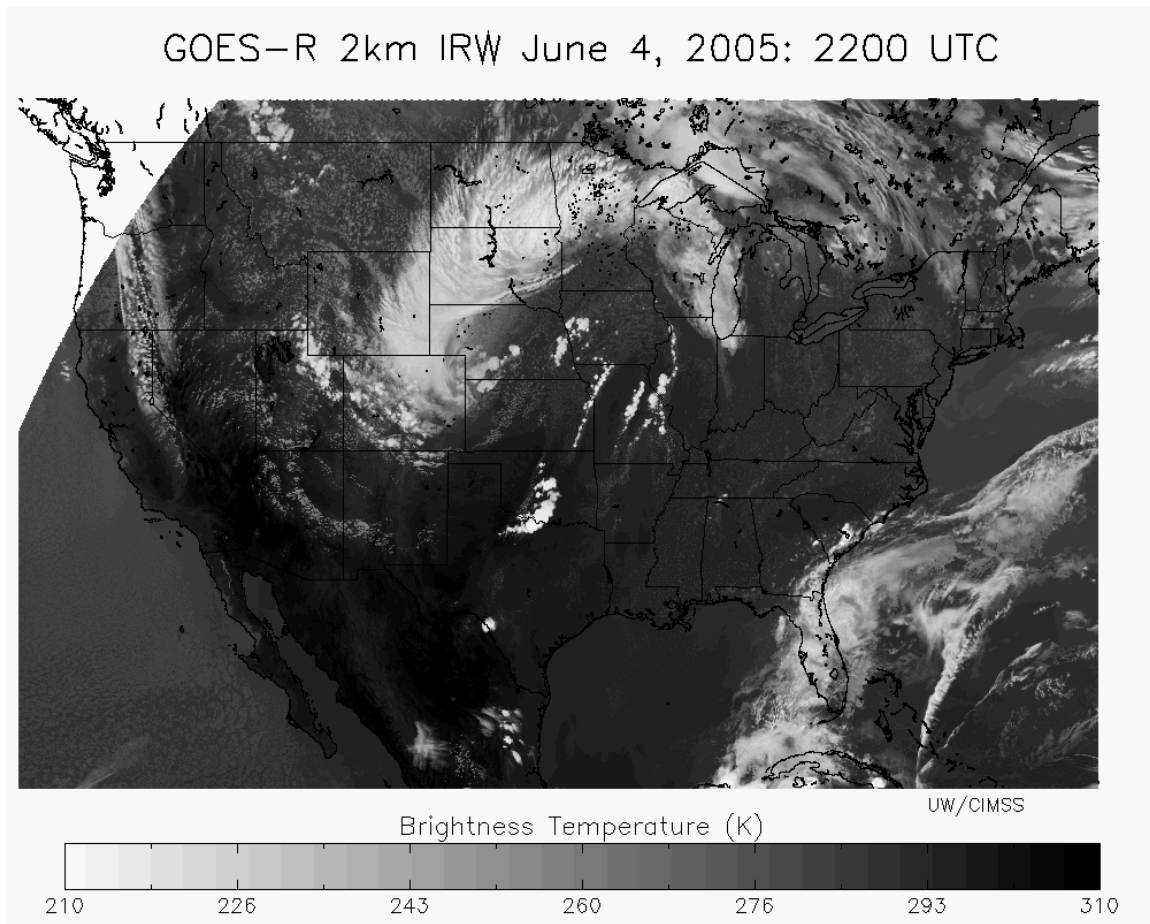 GOES-R 2km IRW June 4, 2005: 2200 UTC
UW/CIMSS
Brightness Temperature (K)
210 226 243 260 276 293 310